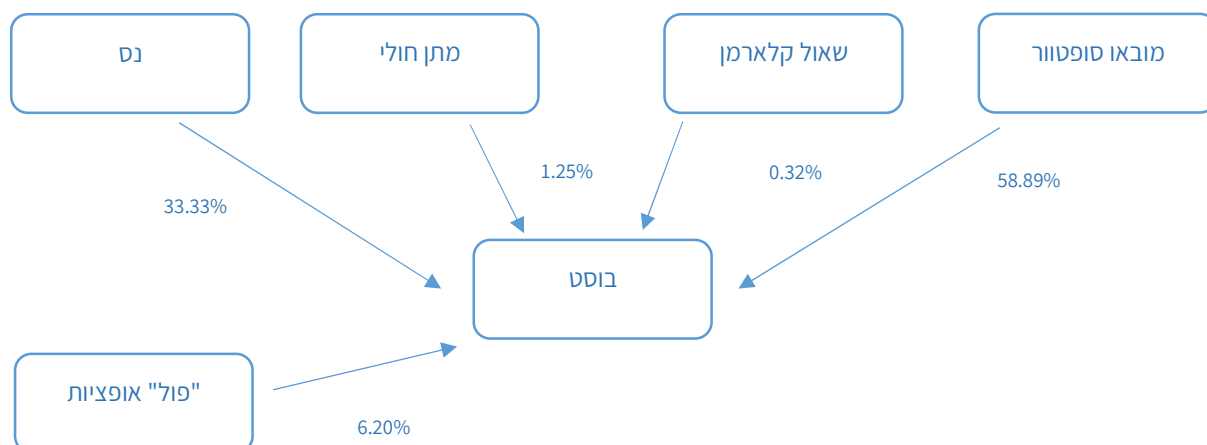 מובאו סופטוור
שאול קלארמן
מתן חולי
נס
58.89%
0.32%
1.25%
33.33%
בוסט
"פול" אופציות
6.20%